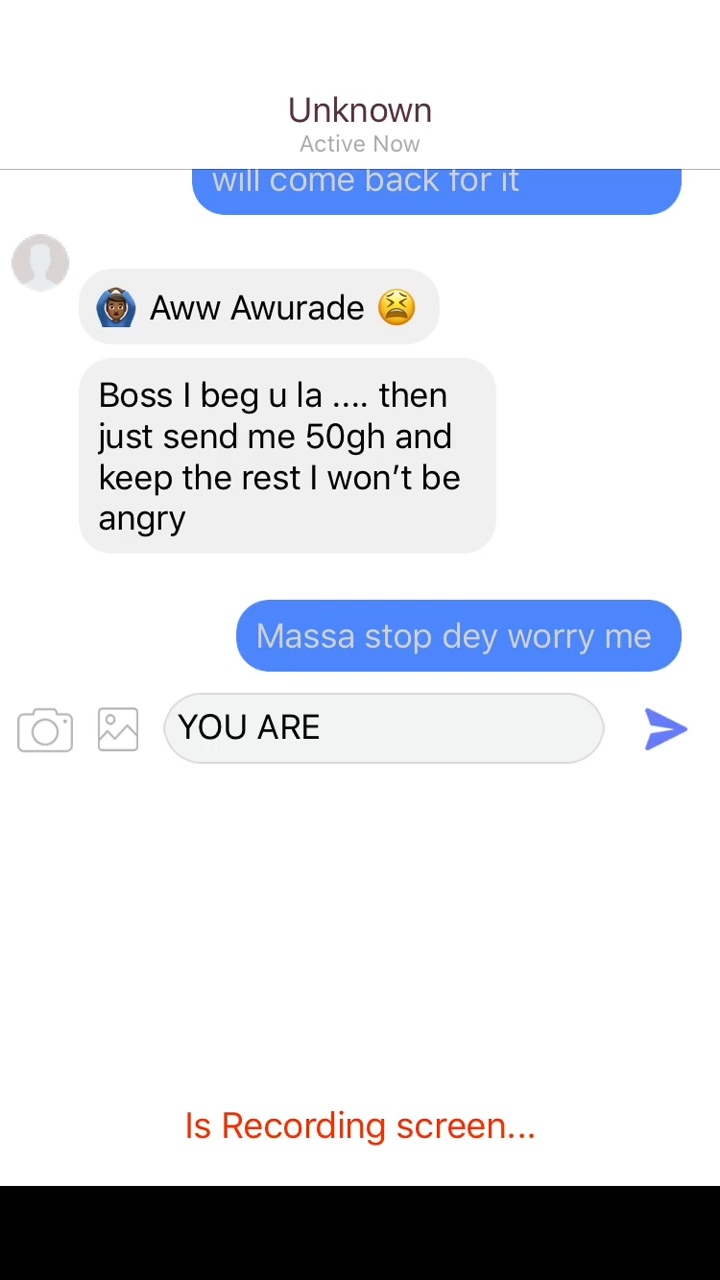 Unknown
Active Now
will come back for it
🙆🏾‍♂️ Aww Awurade 😫
Boss I beg u la .... then
just send me 50gh and
keep the rest I won’t be
angry
Massa stop dey worry me
YOU ARE
Is Recording screen...